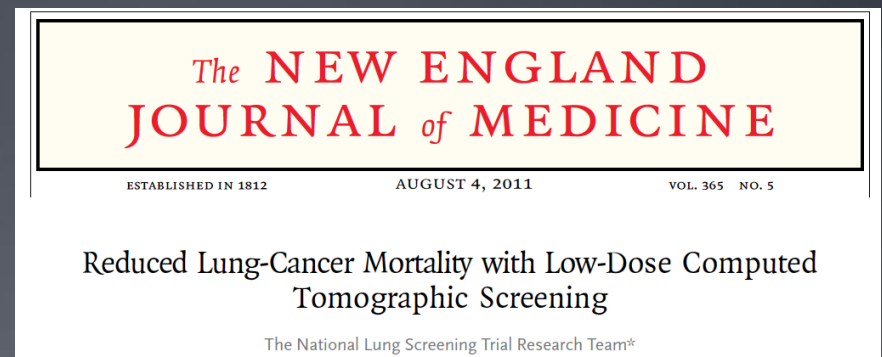 The NEW ENGLAND
JOURNAL of MEDICINE
ESTABLISHED IN 1812 AUGUST 4, 2011 VOL. 365 NO. 5
Reduced Lung-Cancer Mortality with Low-Dose Computed
Tomographic Screening
The National Lung Screening Trial Research Team*